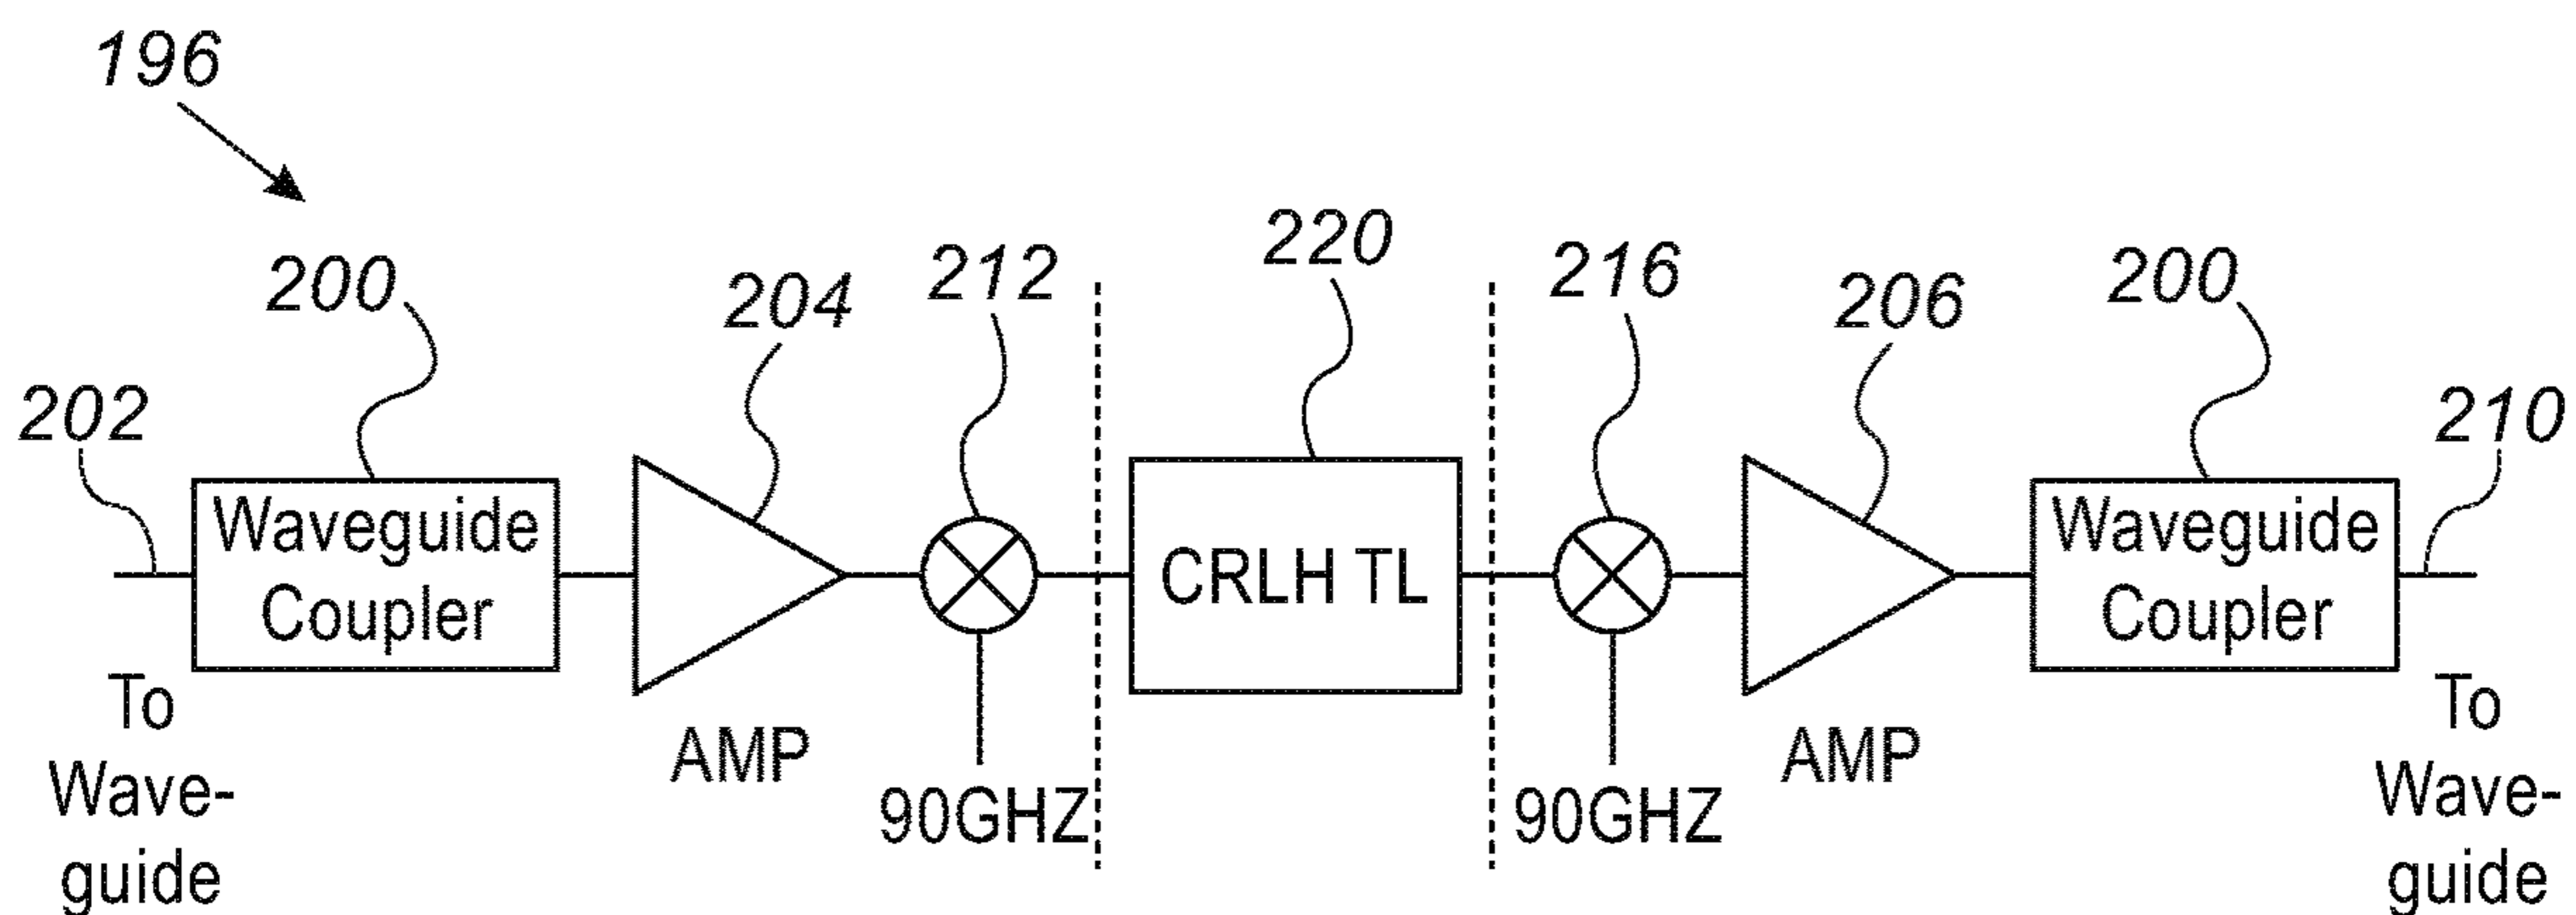 196
200
204
212
220
216
206
200
202
210
Waveguide
Coupler
CRLH TL
Waveguide
Coupler
To
Wave-
guide
AMP
90GHZ
90GHZ
AMP
To
Wave-
guide